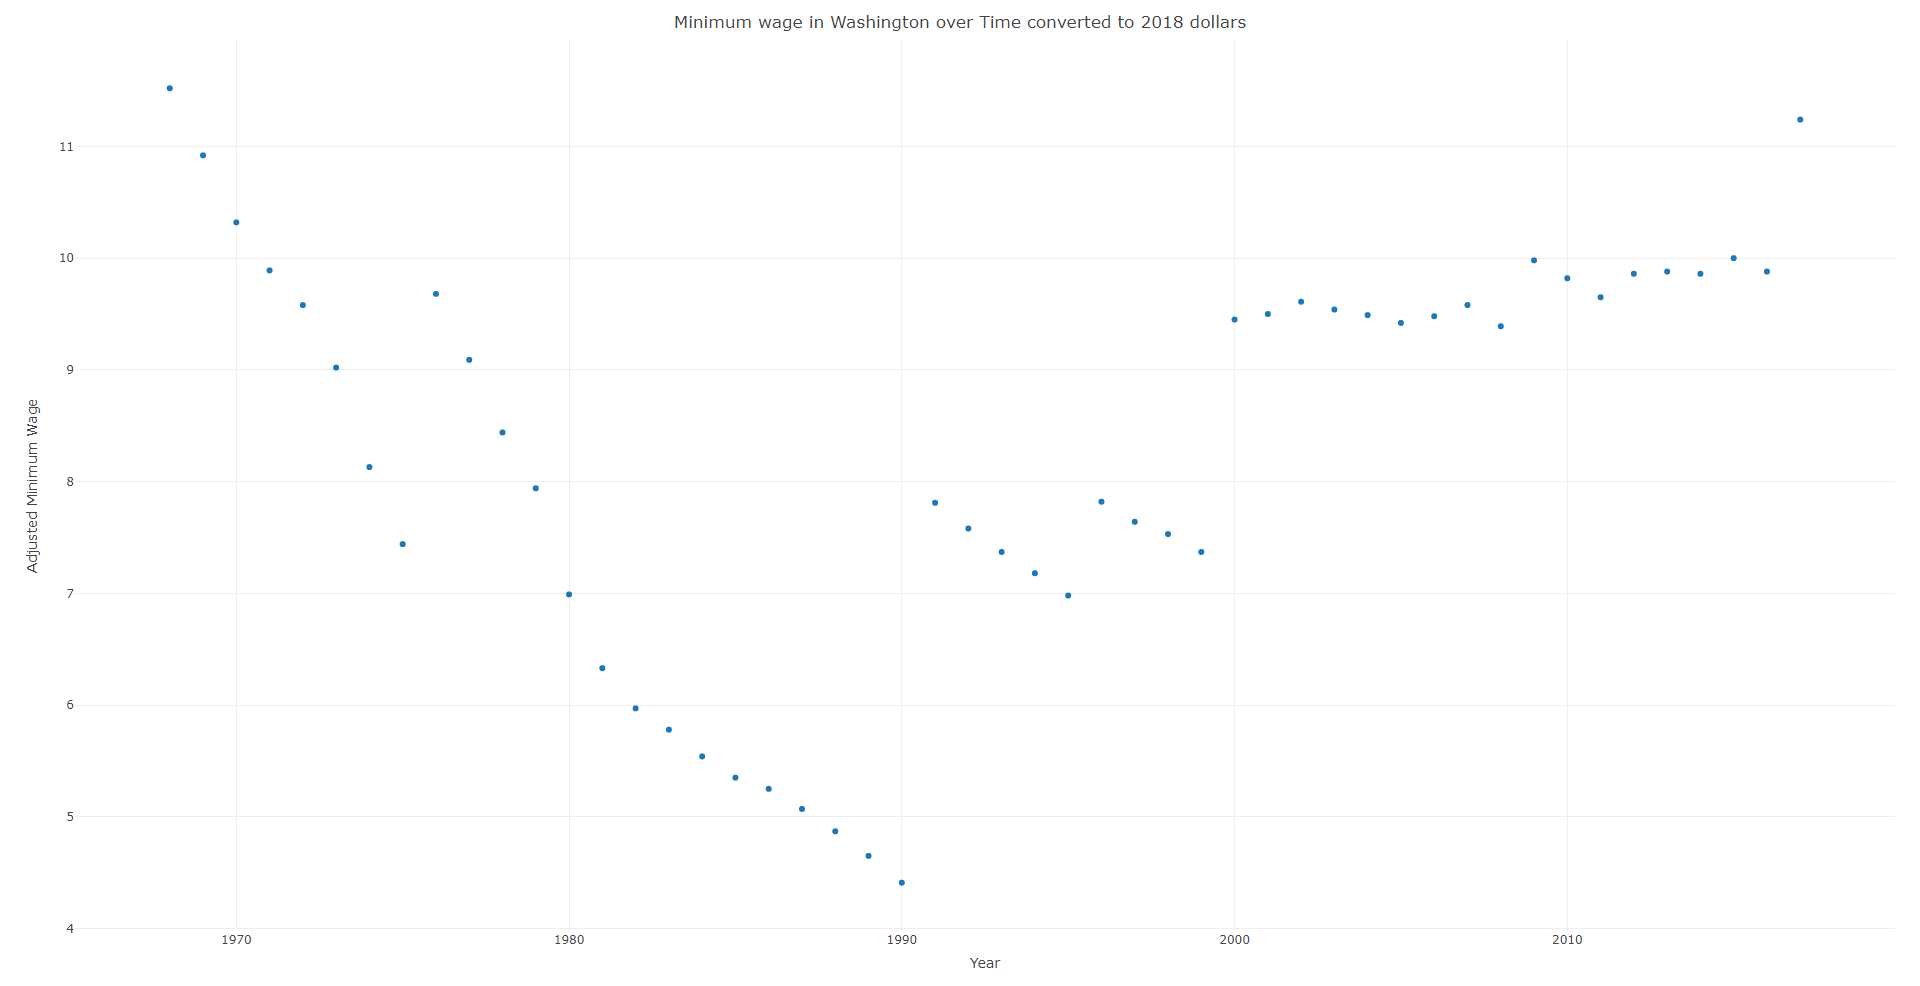 Minimum wage in Washington over Time converted to 2018 dollars
11
10
9
8
7
6
5
4
Adjusted Minimum Wage
1970 1980 1990 2000 2010
Year